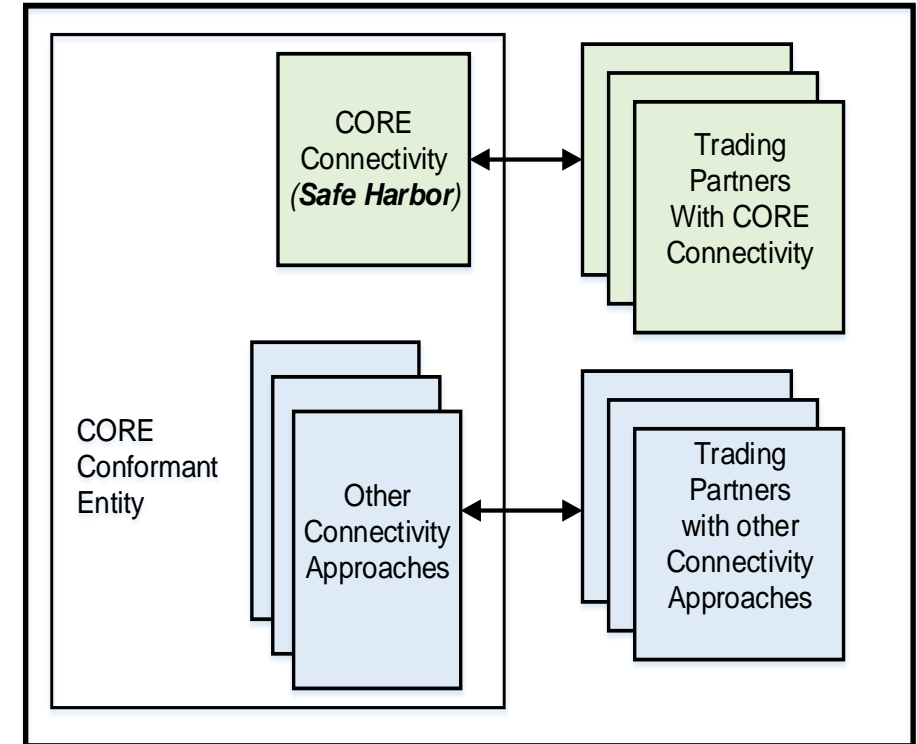 CORE
Connectivity
(Safe Harbor)
Trading
Partners
With CORE
Connectivity
CORE
Conformant
Entity
Other
Connectivity
Approaches
Trading
Partners
with other
Connectivity
Approaches